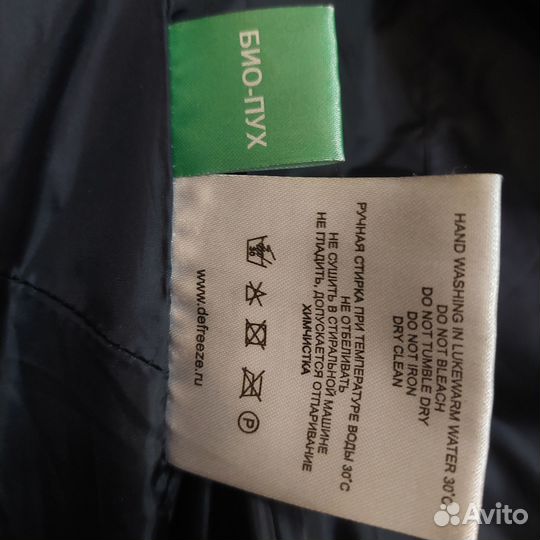 БИО-ПУХ
HAND WASHING IN LUKEWARM WATER 30°C
DO NOT BLEACH
DO NOT TUMBLE DRY
DO NOT IRON
DRY CLEAN
РУЧНАЯ СТИРКА ПРИ ТЕМПЕРАТУРЕ ВОДЫ 30°С
НЕ ОТБЕЛИВАТЬ
НЕ СУШИТЬ В СТИРАЛЬНОЙ МАШИНЕ
НЕ ГЛАДИТЬ, ДОПУСКАЕТСЯ ОТПАРИВАНИЕ
ХИМЧИСТКА
30
P
www.defreeze.ru
Avito